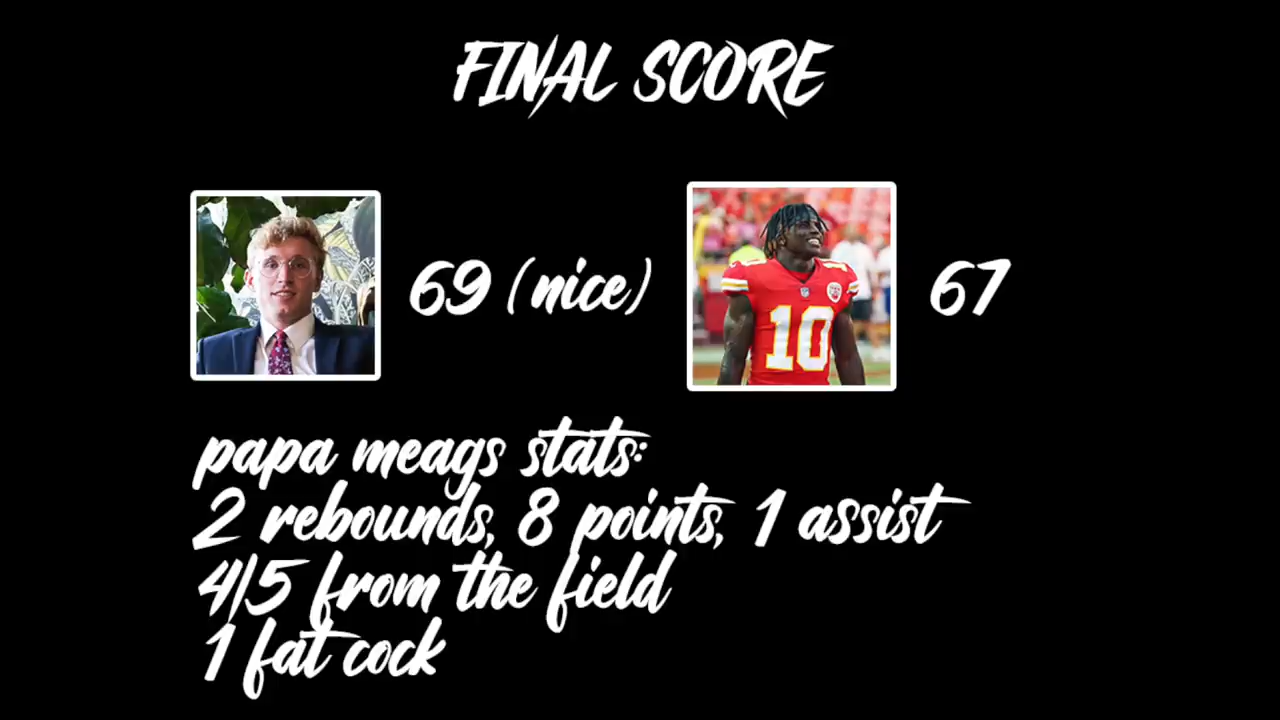 FINAL SCORE
69 (nice)
67
10
papa meags stats:
2 rebounds, 8 points, 1 assist
4/5 from the field
1 fat cock